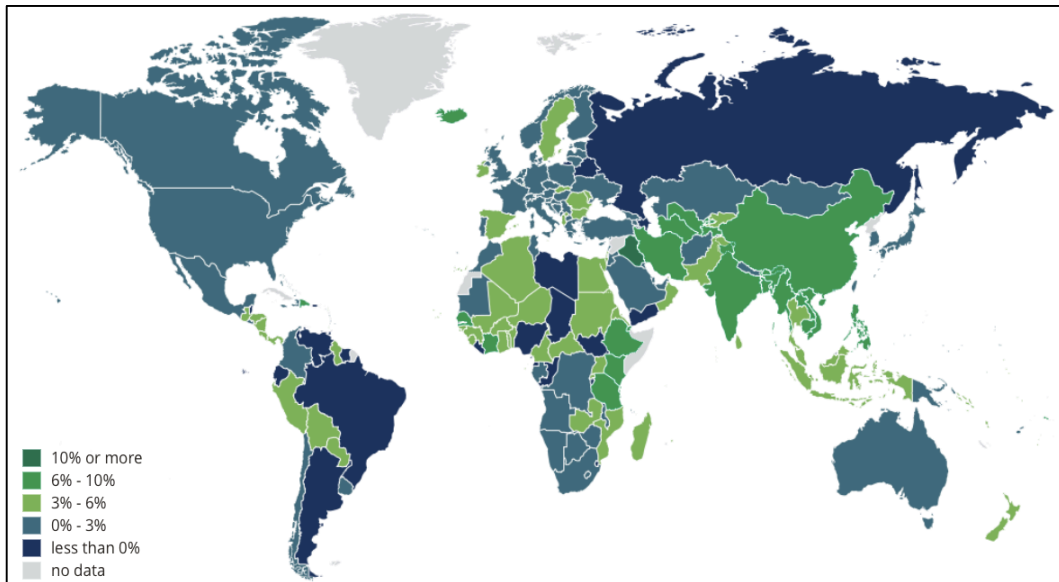 10% or more
6% - 10%
3% - 6%
0% - 3%
less than 0%
no data